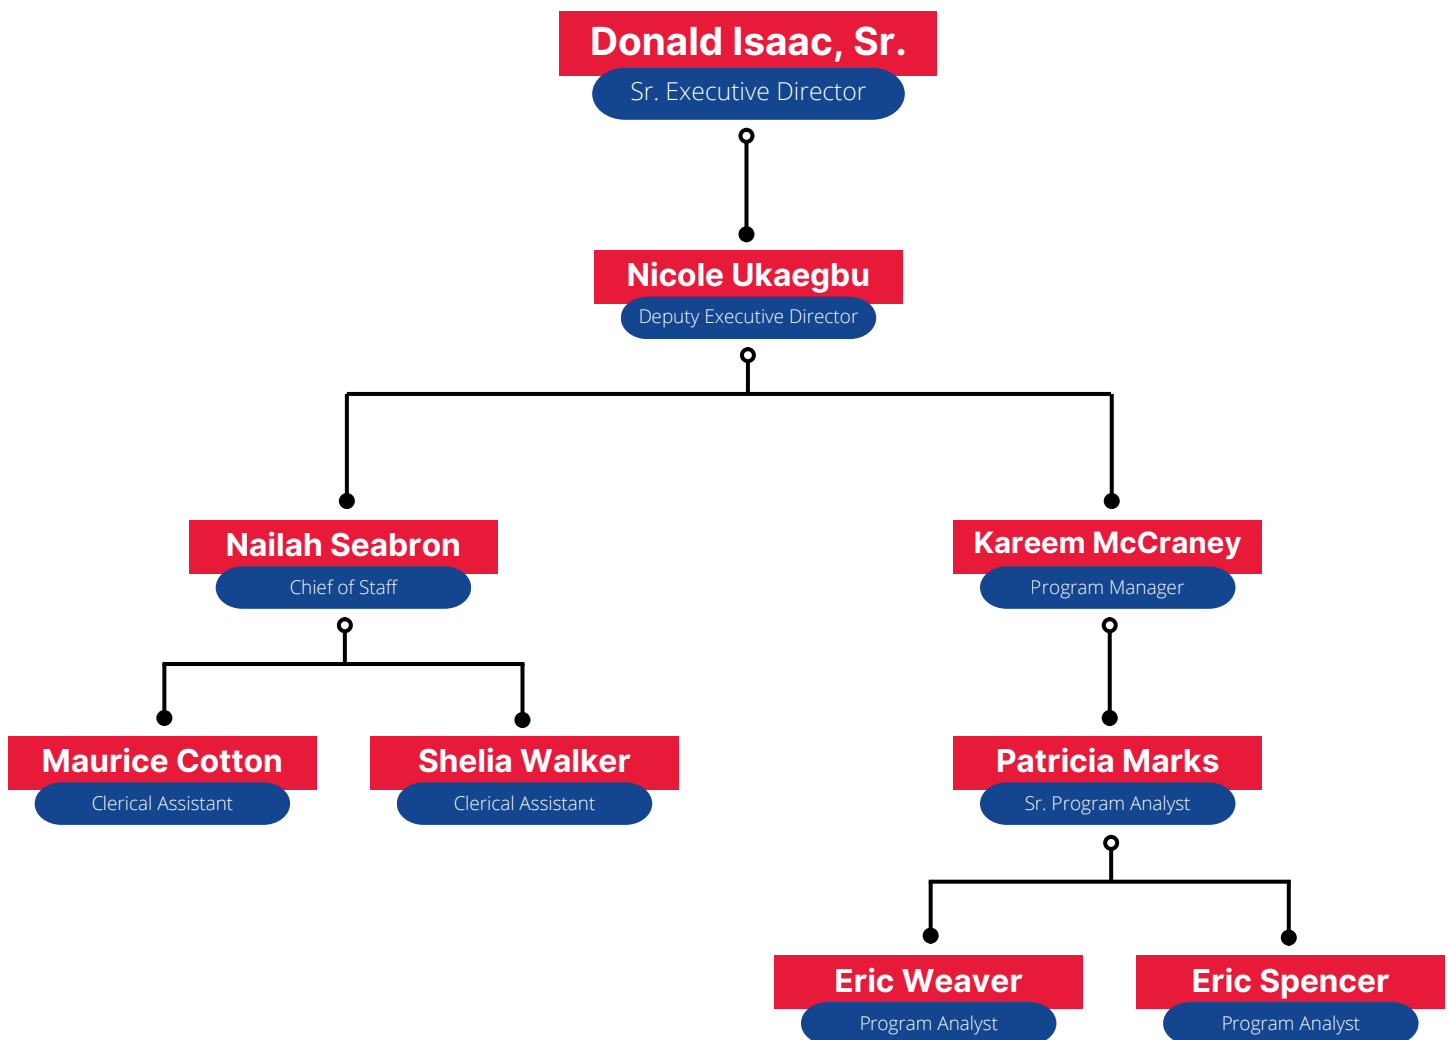 Donald Isaac, Sr.
Sr. Executive Director
Nicole Ukaegbu
Deputy Executive Director
Nailah Seabron
Chief of Staff
Kareem McCraney
Program Manager
Maurice Cotton
Clerical Assistant
Shelia Walker
Clerical Assistant
Patricia Marks
Sr. Program Analyst
Eric Weaver
Program Analyst
Eric Spencer
Program Analyst